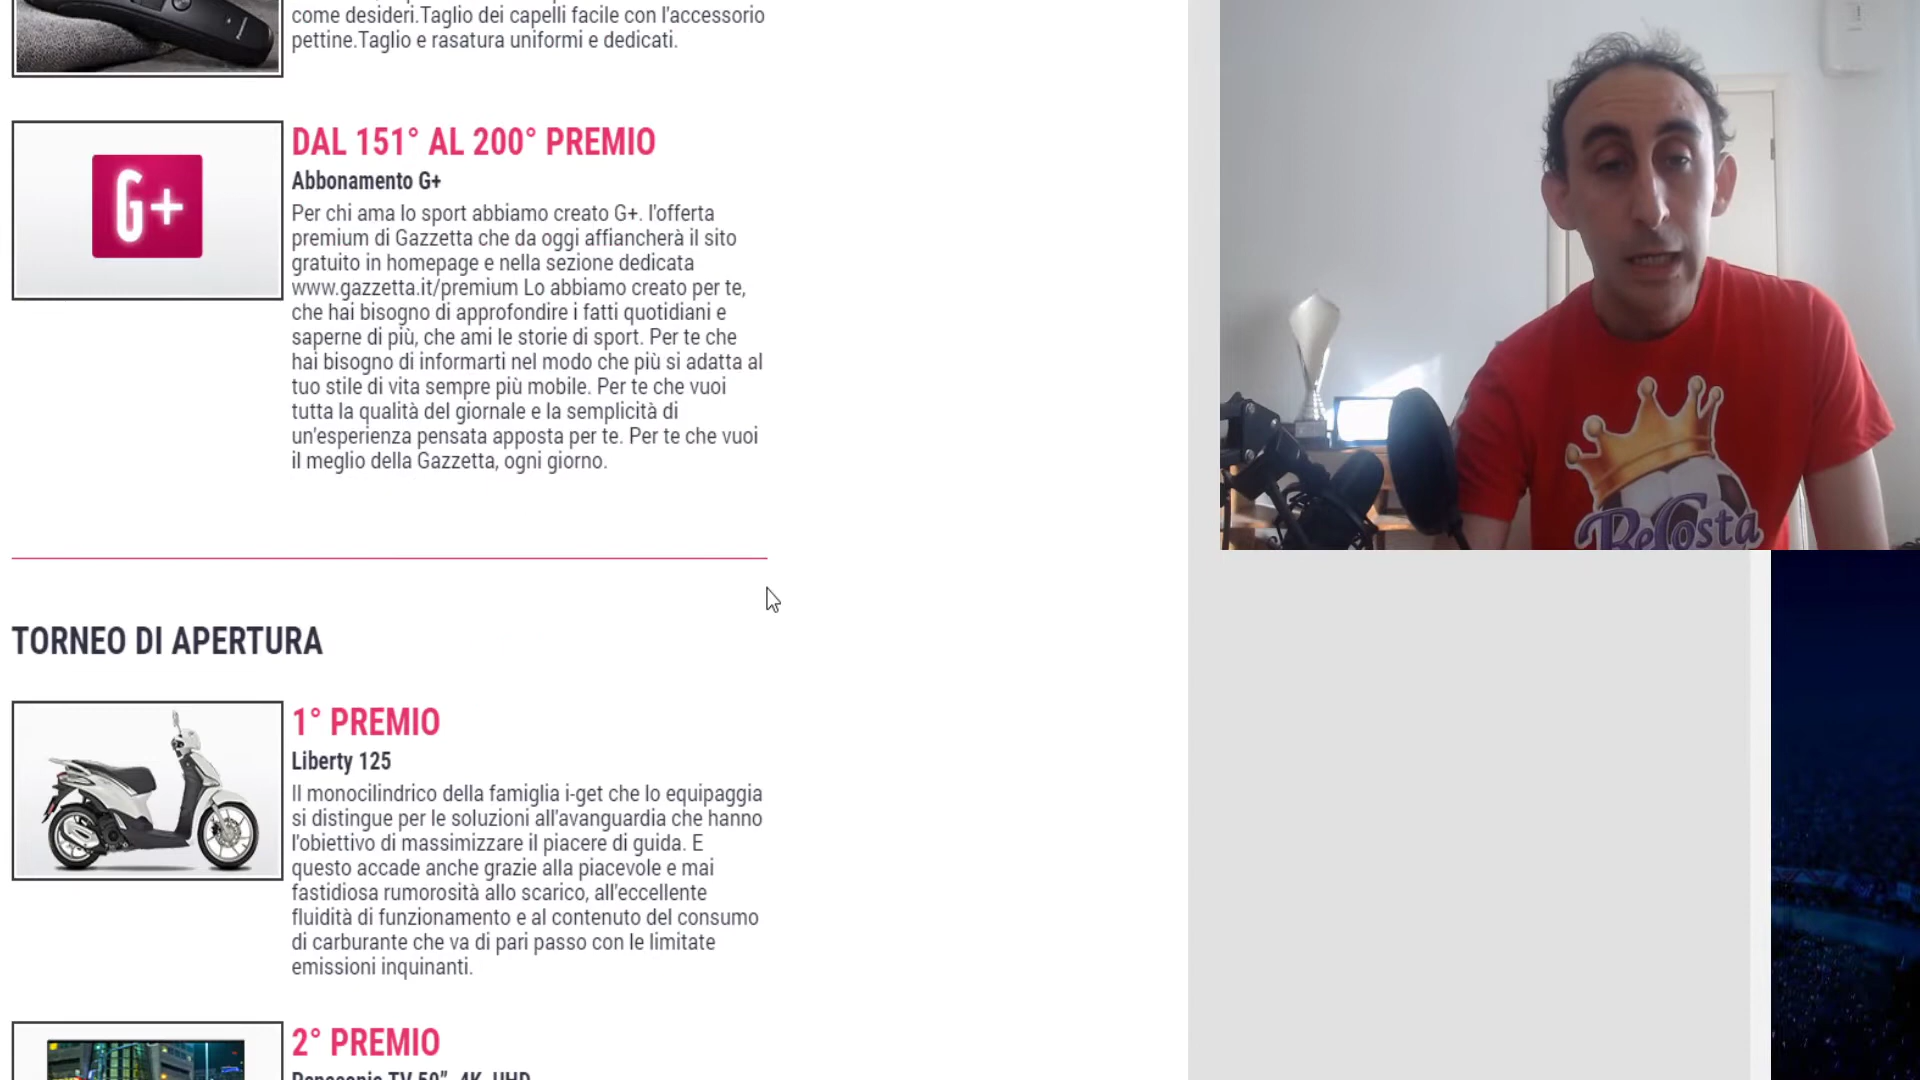 come desideri.Taglio dei capelli facile con l'accessorio
pettine.Taglio e rasatura uniformi e dedicati.
G+
DAL 151° AL 200° PREMIO
Abbonamento G+
Per chi ama lo sport abbiamo creato G+. l'offerta
premium di Gazzetta che da oggi affiancherà il sito
gratuito in homepage e nella sezione dedicata
www.gazzetta.it/premium Lo abbiamo creato per te,
che hai bisogno di approfondire i fatti quotidiani e
saperne di più, che ami le storie di sport. Per te che
hai bisogno di informarti nel modo che più si adatta al
tuo stile di vita sempre più mobile. Per te che vuoi
tutta la qualità del giornale e la semplicità di
un'esperienza pensata apposta per te. Per te che vuoi
il meglio della Gazzetta, ogni giorno.
TORNEO DI APERTURA
1° PREMIO
Liberty 125
Il monocilindrico della famiglia i-get che lo equipaggia
si distingue per le soluzioni all'avanguardia che hanno
l'obiettivo di massimizzare il piacere di guida. E
questo accade anche grazie alla piacevole e mai
fastidiosa rumorosità allo scarico, all'eccellente
fluidità di funzionamento e al contenuto del consumo
di carburante che va di pari passo con le limitate
emissioni inquinanti.
2° PREMIO
Panasonic TV 50", 4K, UHD
ReCosta